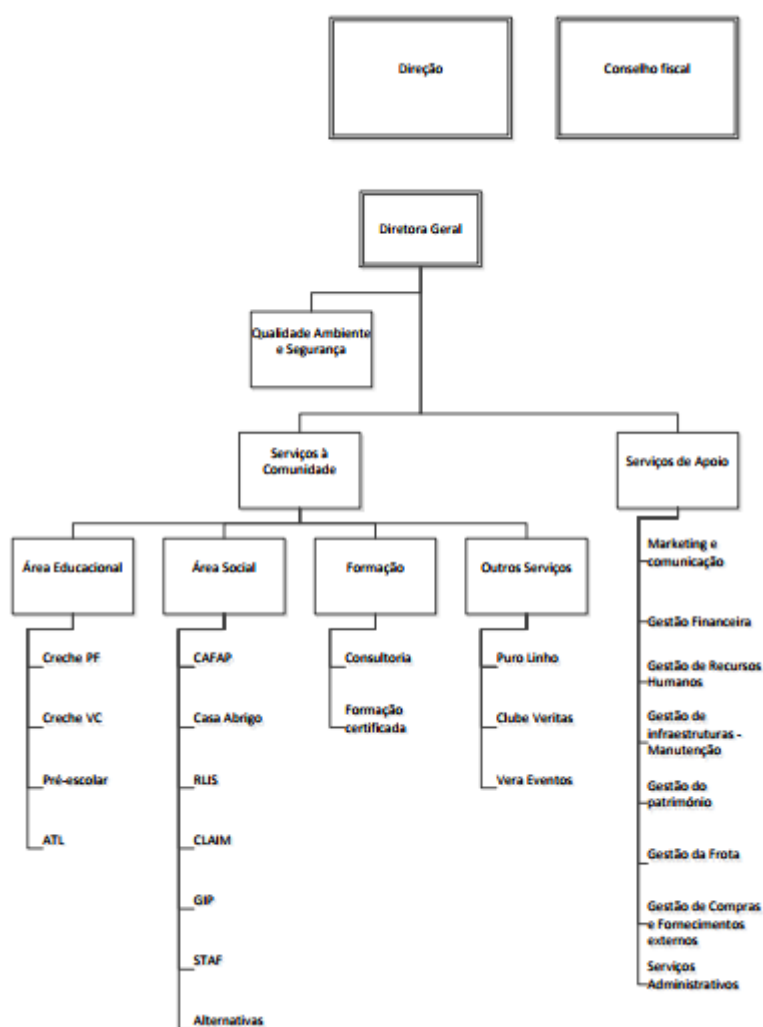 Direção
Conselho fiscal
Diretora Geral
Qualidade Ambiente
e Segurança
Serviços à
Comunidade
Serviços de Apoio
Área Educacional
Área Social
Formação
Outros Serviços
Creche PF
Creche VC
Pré-escolar
ATL
CAFAP
Casa Abrigo
RLIS
CLAIM
GIP
STAF
Alternativas
Consultoria
Formação
certificada
Puro Linho
Clube Veritas
Vera Eventos
Marketing e
comunicação
Gestão Financeira
Gestão de Recursos
Humanos
Gestão de
infraestruturas -
Manutenção
Gestão do
património
Gestão da Frota
Gestão de Compras
e Fornecimentos
externos
Serviços
Administrativos